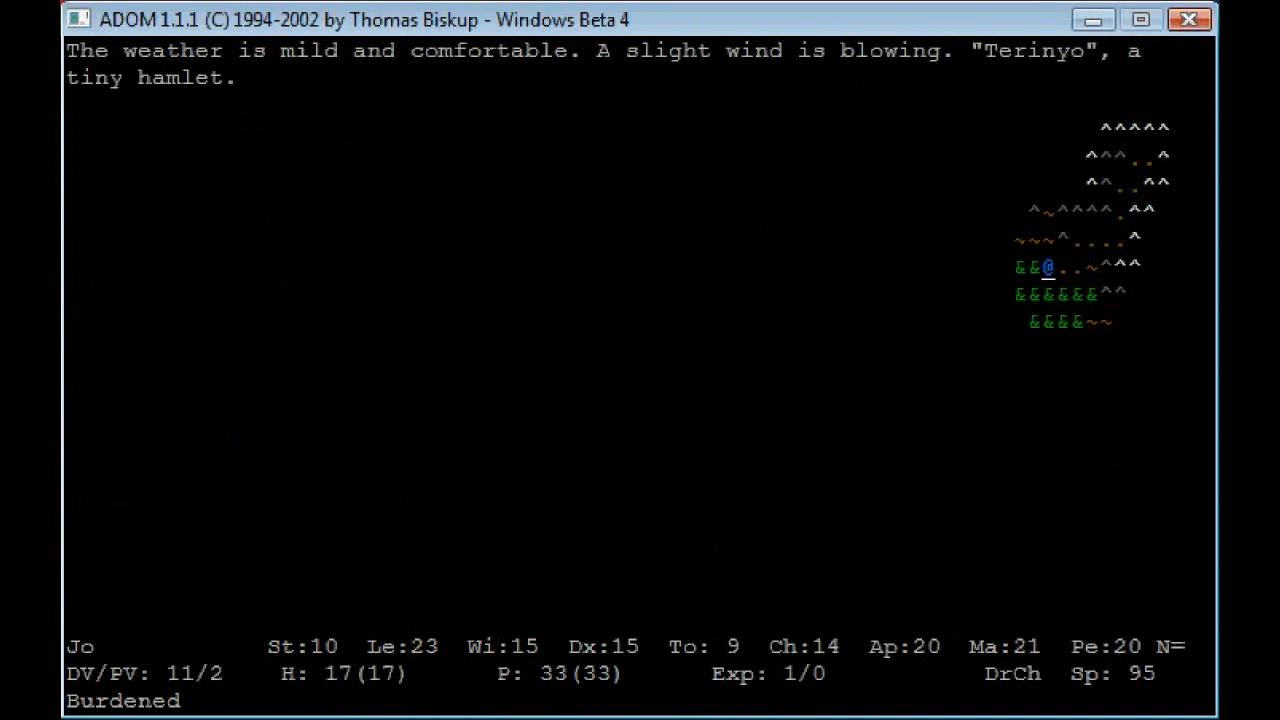 ADOM 1.1.1 (C) 1994-2002 by Thomas Biskup - Windows Beta 4
The weather is mild and comfortable. A slight wind is blowing. "Terinyo", a
tiny hamlet.
^^^^^
^^^..^
^^..^^
^~^^^^.^^
~~~^....^
&&@..~^^^
&&&&&&^^
&&&&~~
Jo St:10 Le:23 Wi:15 Dx:15 To: 9 Ch:14 Ap:20 Ma:21 Pe:20 N=
DV/PV: 11/2 H: 17(17) P: 33(33) Exp: 1/0 DrCh Sp: 95
Burdened